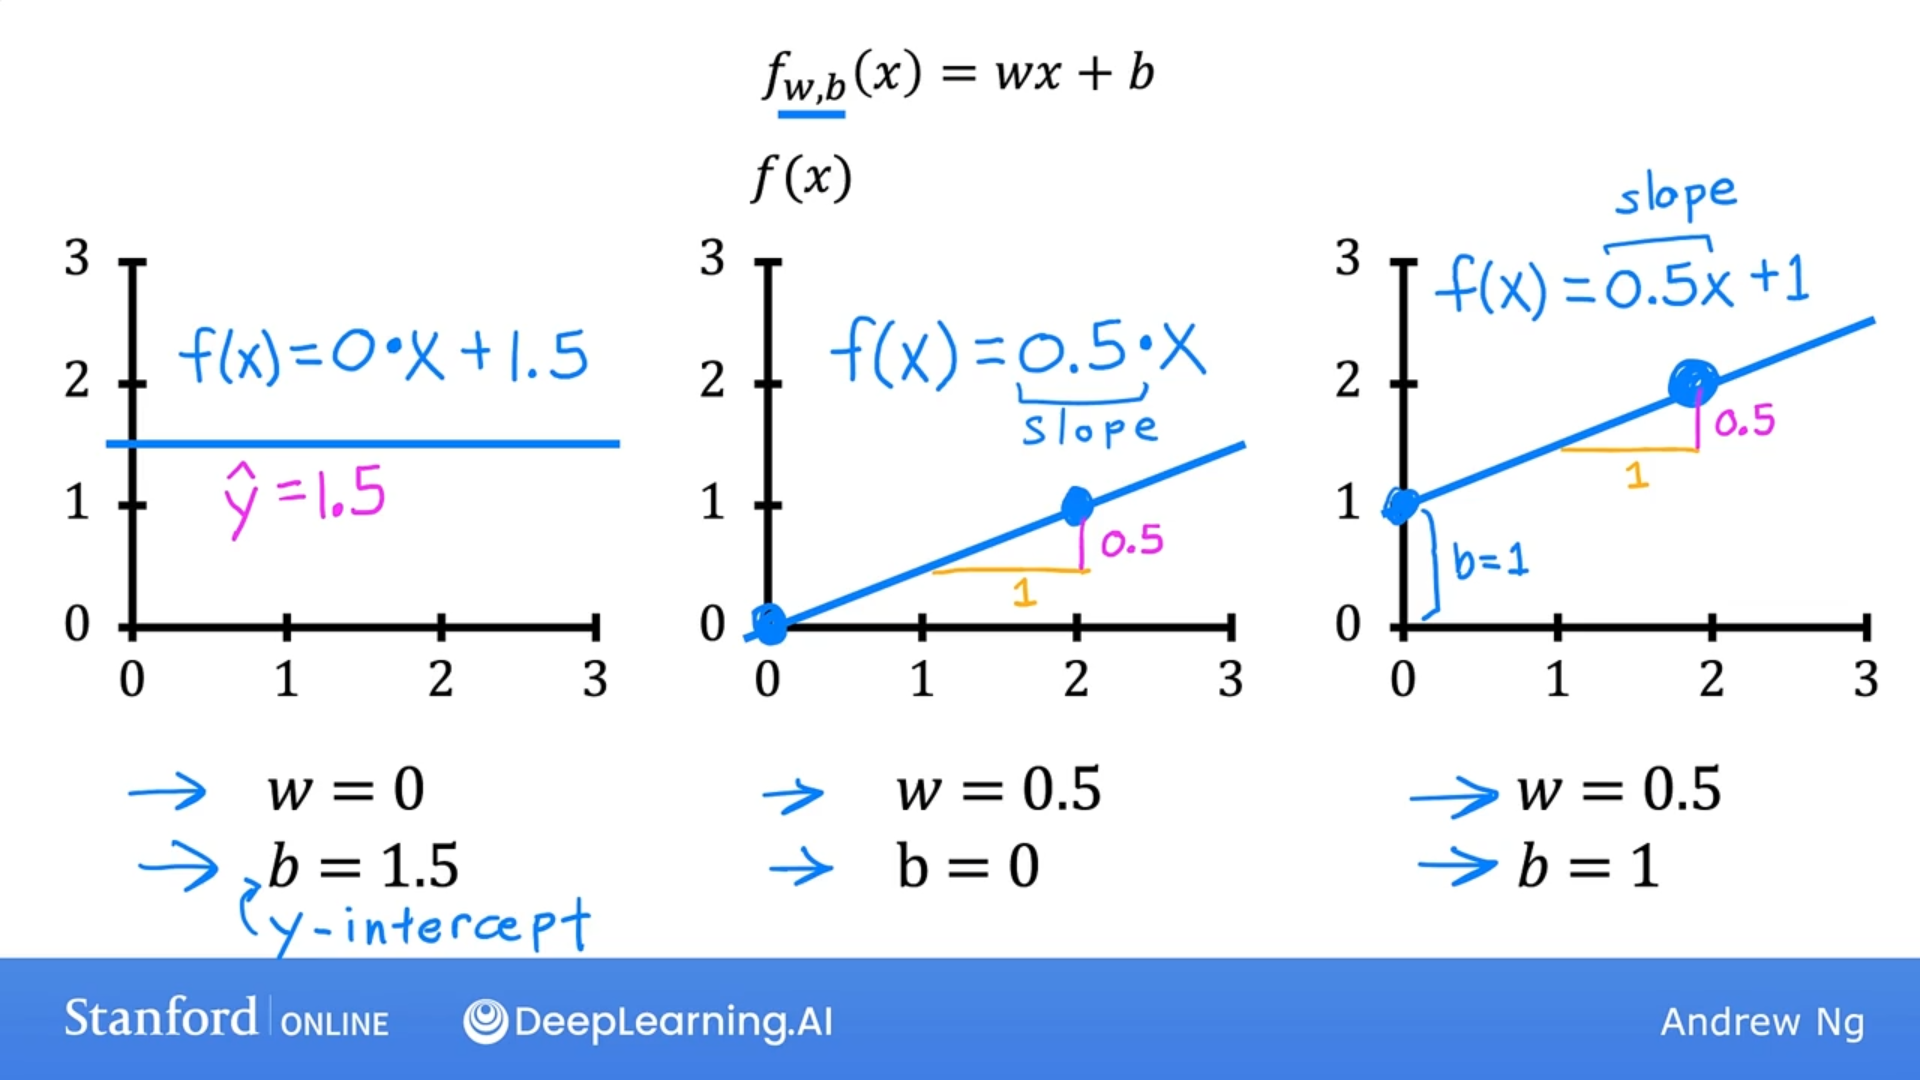 f_{w,b}(x) = wx + b
f(x)
3
f(x)=0·x+1.5
2
ŷ=1.5
1
0
0 1 2 3
→ w = 0
→ b = 1.5
y-intercept
3
f(x)=0.5·x
2
slope
1
0.5
1
0
0 1 2 3
→ w = 0.5
→ b = 0
slope
3
f(x)=0.5x+1
2
0.5
1
1
b=1
0
0 1 2 3
→ w = 0.5
→ b = 1
Stanford | ONLINE
DeepLearning.AI
Andrew Ng